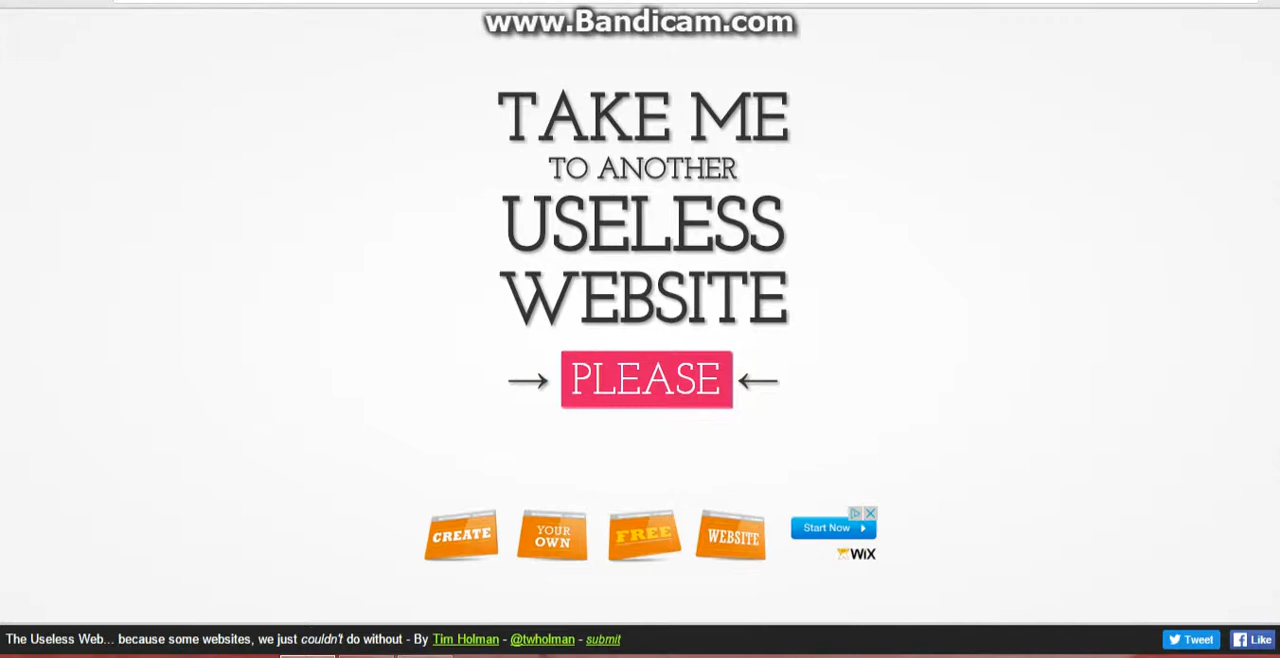 www.Bandicam.com
TAKE ME
TO ANOTHER
USELESS
WEBSITE
→ PLEASE ←
CREATE YOUR OWN FREE WEBSITE Start Now
WiX
The Useless Web... because some websites, we just couldn't do without - By Tim Holman - @twholman - submit Tweet Like